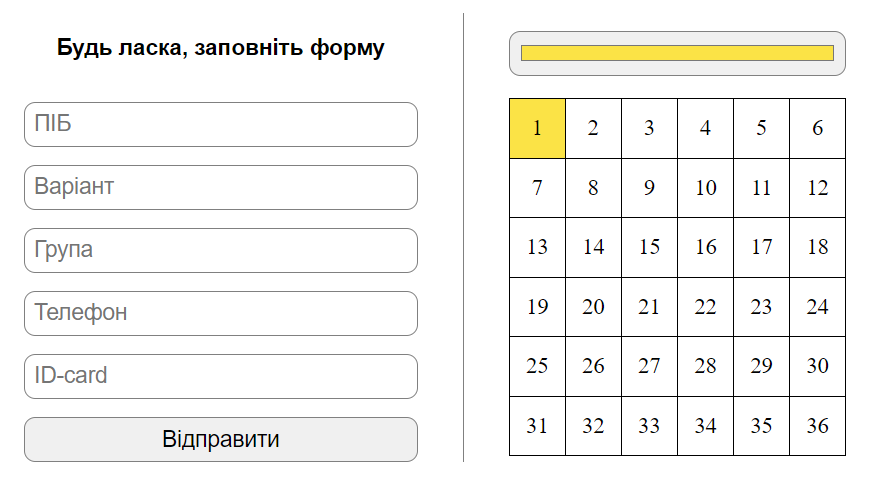 Будь ласка, заповніть форму
ПІБ
Варіант
Група
Телефон
ID-card
Відправити
1 2 3 4 5 6
7 8 9 10 11 12
13 14 15 16 17 18
19 20 21 22 23 24
25 26 27 28 29 30
31 32 33 34 35 36